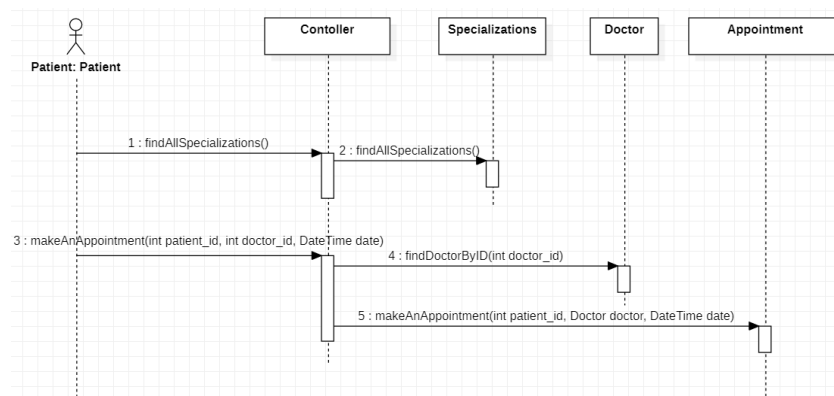 Contoller
Specializations
Doctor
Appointment
Patient: Patient
1 : findAllSpecializations()
2 : findAllSpecializations()
3 : makeAnAppointment(int patient_id, int doctor_id, DateTime date)
4 : findDoctorByID(int doctor_id)
5 : makeAnAppointment(int patient_id, Doctor doctor, DateTime date)